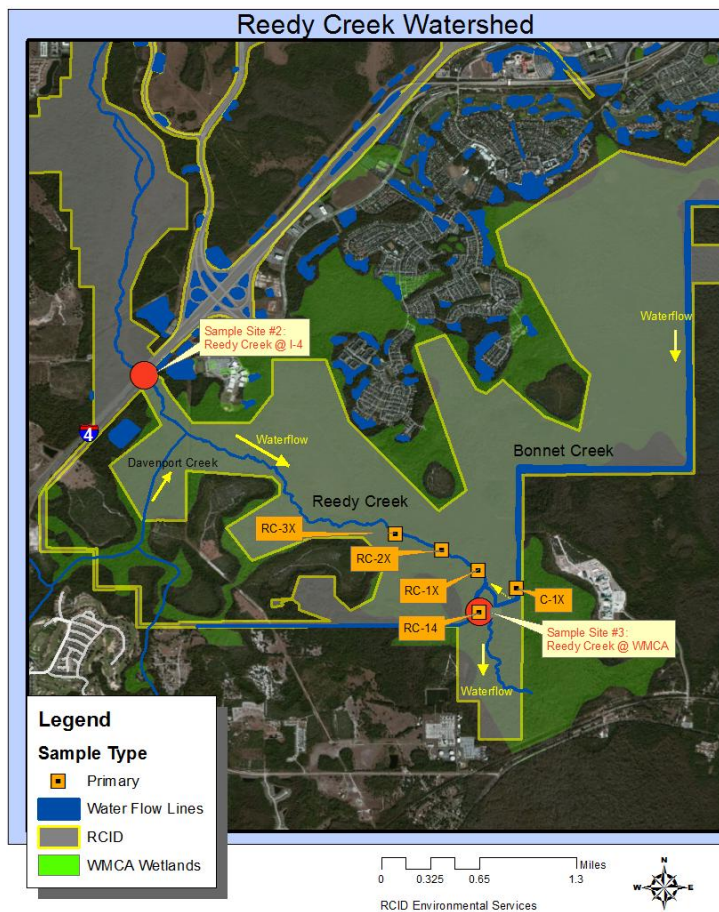 Reedy Creek Watershed
Sample Site #2:
Reedy Creek @ I-4
Waterflow
4
Waterflow
Davenport Creek
Bonnet Creek
Reedy Creek
RC-3X
RC-2X
RC-1X
C-1X
RC-14
Sample Site #3:
Reedy Creek @ WMCA
Waterflow
Legend
Sample Type
Primary
Water Flow Lines
RCID
WMCA Wetlands
Miles
0 0.325 0.65 1.3
RCID Environmental Services
N
W E
S